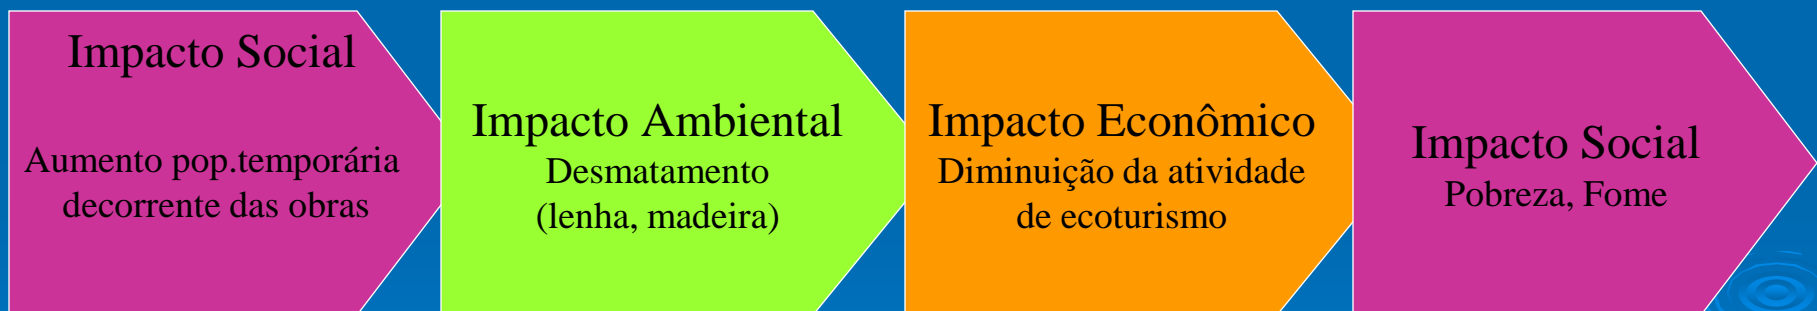 Impacto Social
Aumento pop.temporária
decorrente das obras
Impacto Ambiental
Desmatamento
(lenha, madeira)
Impacto Econômico
Diminuição da atividade
de ecoturismo
Impacto Social
Pobreza, Fome